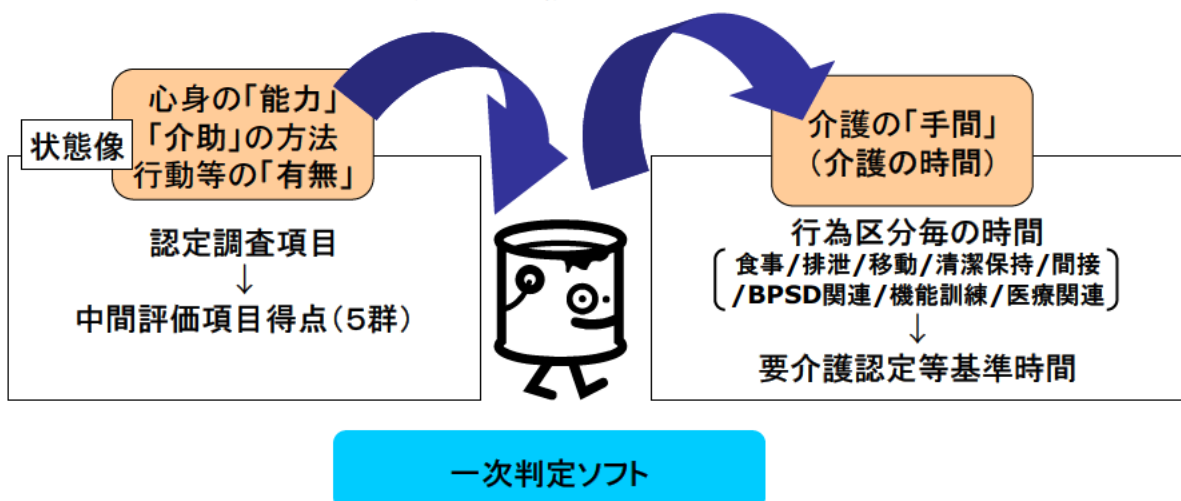 状態像
心身の「能力」
「介助」の方法
行動等の「有無」
認定調査項目
↓
中間評価項目得点（５群）
介護の「手間」
（介護の時間）
行為区分毎の時間
食事/排泄/移動/清潔保持/間接
/BPSD関連/機能訓練/医療関連
↓
要介護認定等基準時間
一次判定ソフト